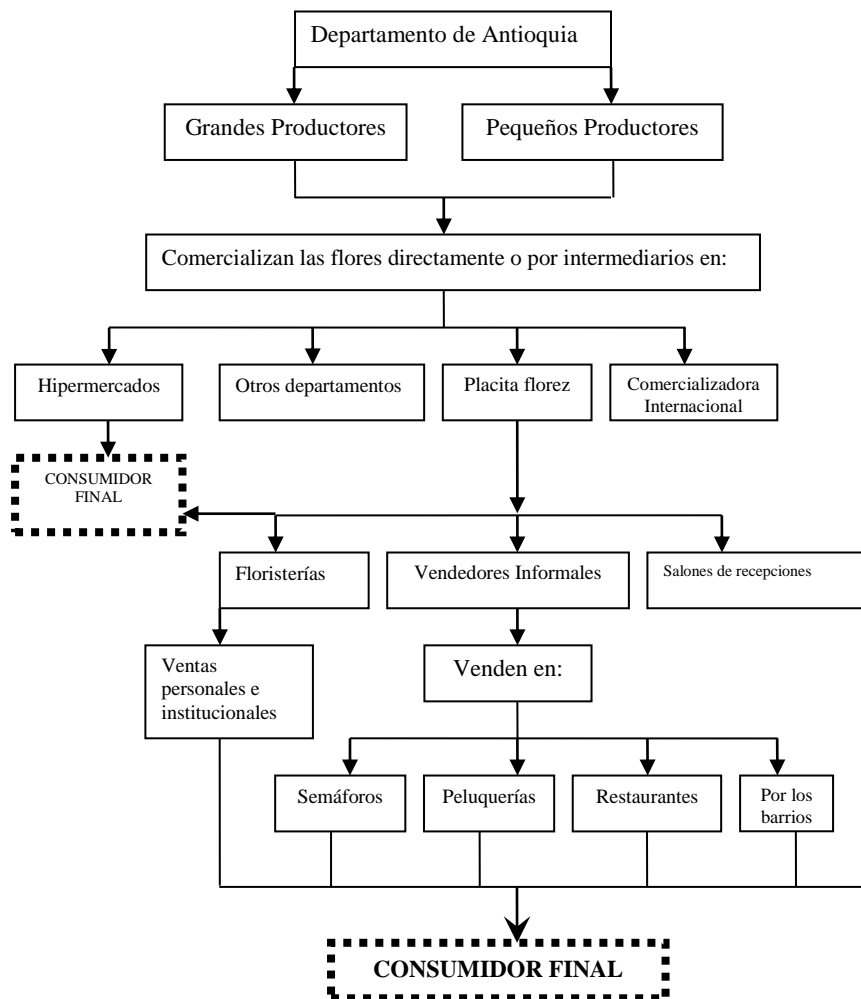 Departamento de Antioquia
Grandes Productores
Pequeños Productores
Comercializan las flores directamente o por intermediarios en:
Hipermercados
Otros departamentos
Placita florez
Comercializadora
Internacional
CONSUMIDOR
FINAL
Floristerías
Vendedores Informales
Salones de recepciones
Ventas
personales e
institucionales
Venden en:
Semáforos
Peluquerías
Restaurantes
Por los
barrios
CONSUMIDOR FINAL